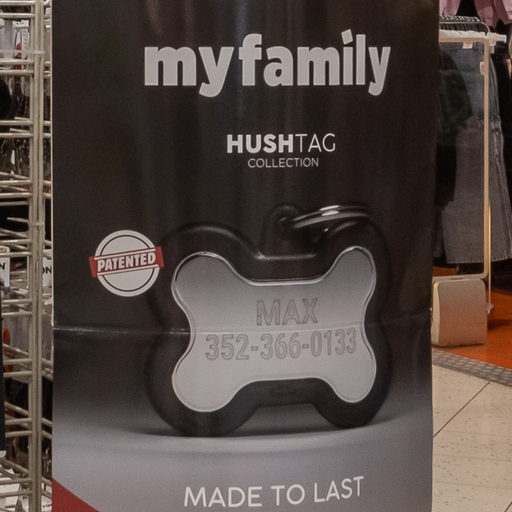 myfamily
HUSHTAG
COLLECTION
PATENTED
MAX
352-366-0133
MADE TO LAST